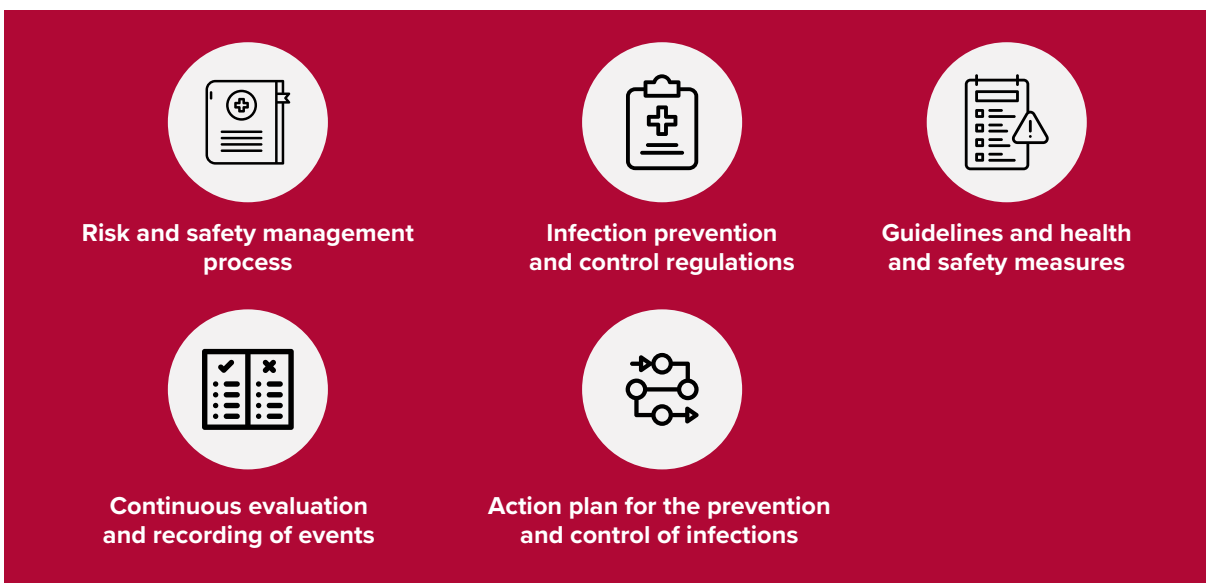 Risk and safety management
process
Infection prevention
and control regulations
Guidelines and health
and safety measures
Continuous evaluation
and recording of events
Action plan for the prevention
and control of infections